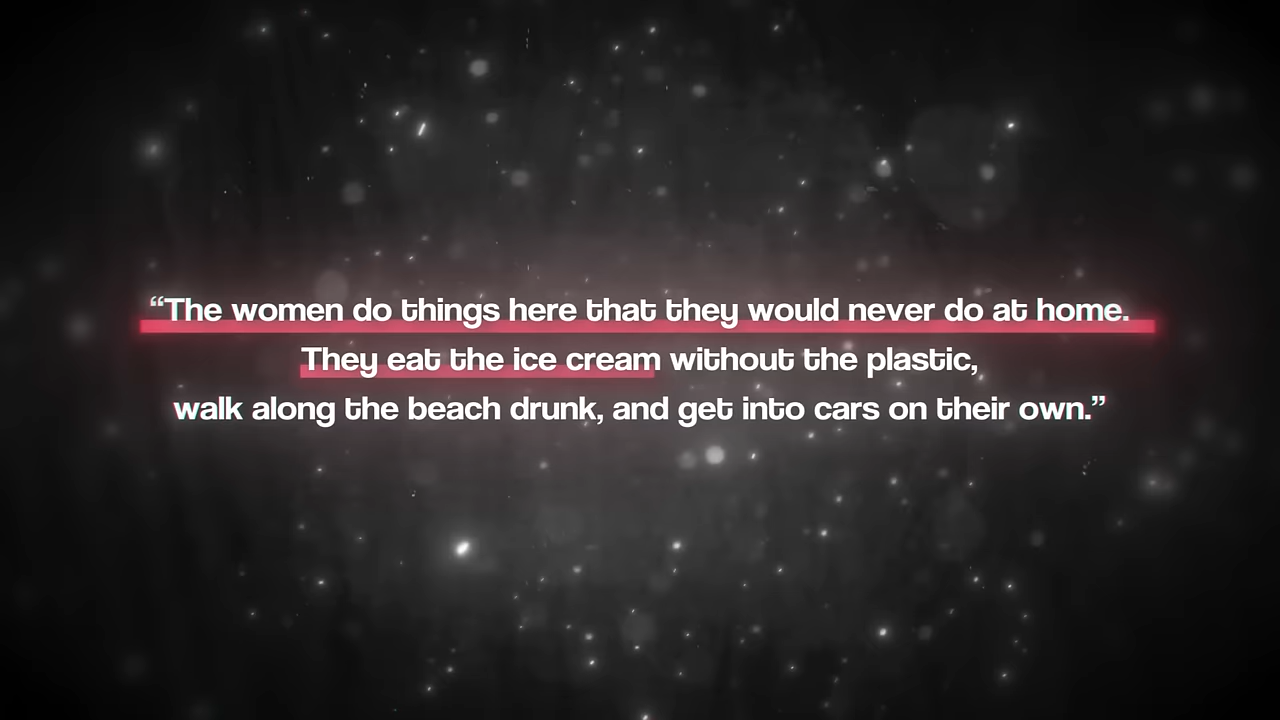 “The women do things here that they would never do at home.
They eat the ice cream without the plastic,
walk along the beach drunk, and get into cars on their own.”